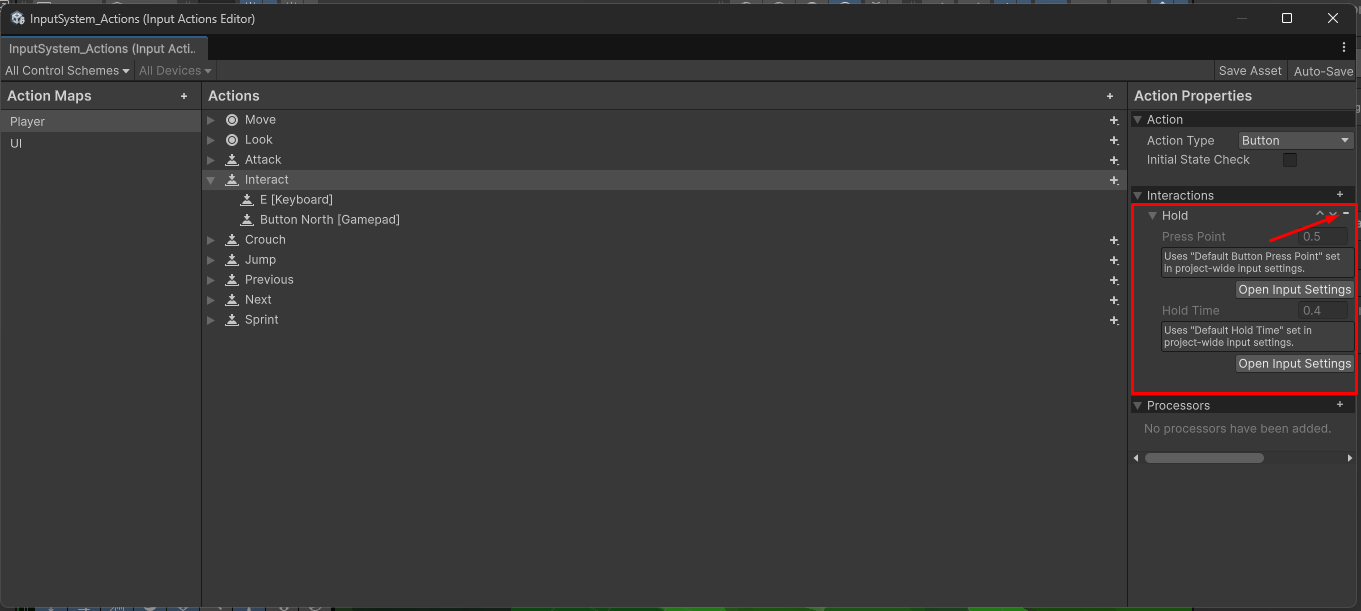 InputSystem_Actions (Input Actions Editor)
InputSystem_Actions (Input Acti..
All Control Schemes All Devices Save Asset Auto-Save
Action Maps +
Player
UI
Actions +
Move
Look
Attack
Interact
E [Keyboard]
Button North [Gamepad]
Crouch
Jump
Previous
Next
Sprint
Action Properties
Action
Action Type Button
Initial State Check
Interactions +
Hold
Press Point 0.5
Uses "Default Button Press Point" set
in project-wide input settings.
Open Input Settings
Hold Time 0.4
Uses "Default Hold Time" set in
project-wide input settings.
Open Input Settings
Processors +
No processors have been added.